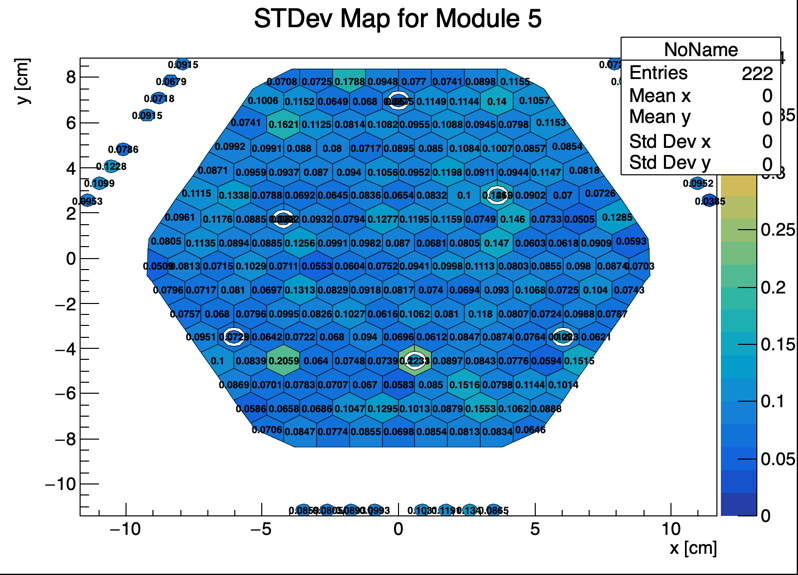 STDev Map for Module 5
y [cm]
NoName
Entries 222
Mean x 0
Mean y 0
Std Dev x 0
Std Dev y 0
0.0915
0.0679
0.0718
0.0915
0.0786
0.1228
0.1099
0.0953
0.0952
0.0708 0.0725 0.1788 0.0948 0.077 0.0741 0.0898 0.1155
0.1006 0.1152 0.0649 0.068 0.1149 0.1144 0.14 0.1057
0.0741 0.1621 0.1125 0.0814 0.1082 0.0955 0.1088 0.0945 0.0798 0.1153
0.0992 0.0991 0.088 0.08 0.0717 0.0895 0.085 0.1084 0.1007 0.0857 0.0854
0.0871 0.0959 0.0937 0.087 0.094 0.1056 0.0952 0.1198 0.0911 0.0944 0.1147 0.0818
0.1115 0.1338 0.0788 0.0692 0.0645 0.0836 0.0654 0.0832 0.1 0.0902 0.07 0.0726
0.0961 0.1176 0.0885 0.0932 0.0794 0.1277 0.1195 0.1159 0.0749 0.146 0.0733 0.0505 0.1285
0.0805 0.1135 0.0894 0.0885 0.1256 0.0991 0.0982 0.087 0.0681 0.0805 0.147 0.0603 0.0618 0.0909 0.0593
0.0813 0.0715 0.1029 0.0711 0.0553 0.0604 0.0752 0.0941 0.0998 0.1113 0.0803 0.0855 0.098 0.0874 0.0703
0.0796 0.0717 0.081 0.0697 0.1313 0.0829 0.0918 0.0817 0.074 0.0694 0.093 0.1068 0.0725 0.104 0.0743
0.0757 0.068 0.0796 0.0995 0.0826 0.1027 0.0616 0.1062 0.081 0.118 0.0807 0.0724 0.0988 0.0787
0.0951 0.0642 0.0722 0.068 0.094 0.0699 0.0612 0.0847 0.0874 0.0764 0.0621
0.1 0.0839 0.2059 0.064 0.0748 0.0739 0.0897 0.0843 0.0776 0.0594 0.1515
0.0869 0.0701 0.0783 0.0707 0.067 0.0583 0.085 0.1516 0.0798 0.1144 0.1014
0.0586 0.0658 0.0686 0.1047 0.1295 0.1013 0.0879 0.1553 0.1062 0.0888
0.0706 0.0847 0.0774 0.0855 0.0698 0.0854 0.0813 0.0834 0.0646
0.0993
0.0865
8
6
4
2
0
−2
−4
−6
−8
−10
−10 −5 0 5 10
x [cm]
0.25
0.2
0.15
0.1
0.05
0